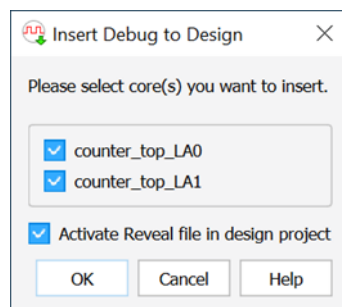 Insert Debug to Design
Please select core(s) you want to insert.
counter_top_LA0
counter_top_LA1
Activate Reveal file in design project
OK Cancel Help